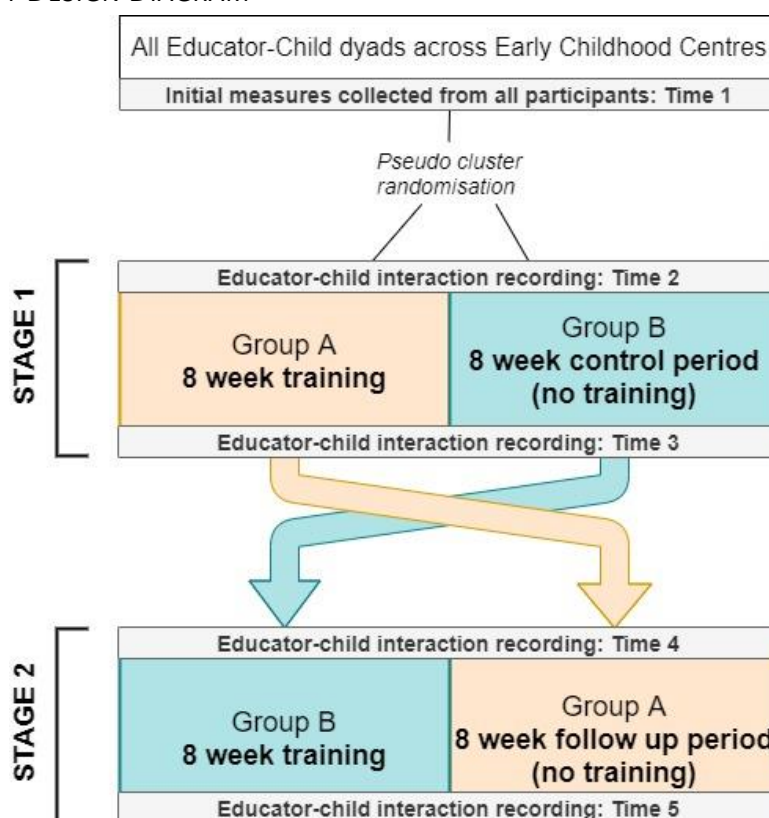 DESIGN DIAGRAM
All Educator-Child dyads across Early Childhood Centres
Initial measures collected from all participants: Time 1
Pseudo cluster
randomisation
STAGE 1
Educator-child interaction recording: Time 2
Group A
8 week training
Group B
8 week control period
(no training)
Educator-child interaction recording: Time 3
STAGE 2
Educator-child interaction recording: Time 4
Group B
8 week training
Group A
8 week follow up period
(no training)
Educator-child interaction recording: Time 5